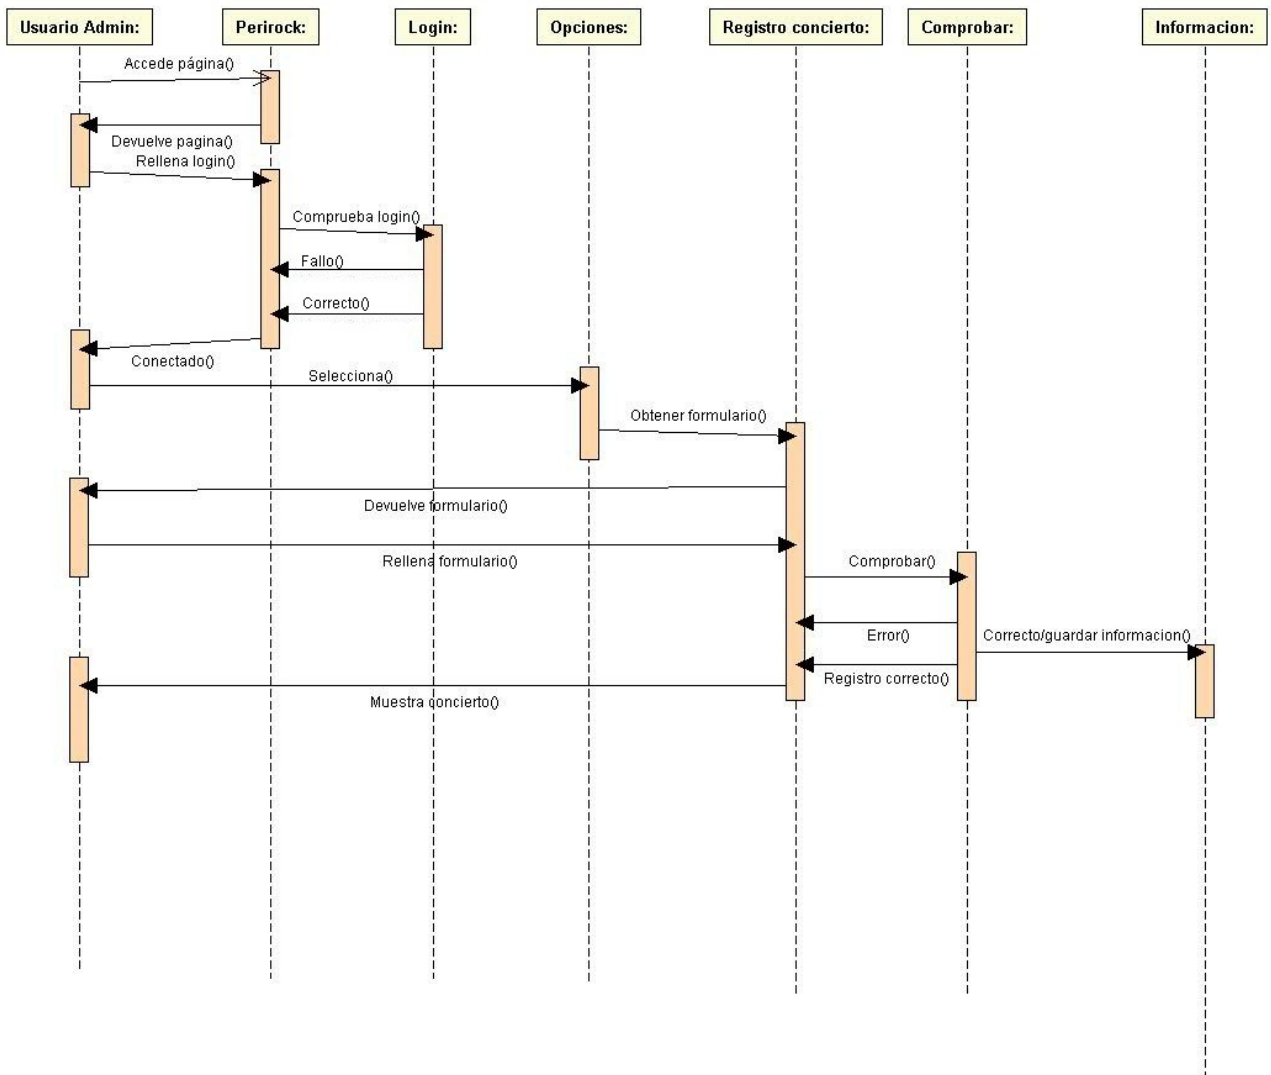 Usuario Admin:
Perirock:
Login:
Opciones:
Registro concierto:
Comprobar:
Informacion:
Accede página()
Devuelve pagina()
Rellena login()
Comprueba login()
Fallo()
Correcto()
Conectado()
Selecciona()
Obtener formulario()
Devuelve formulario()
Rellena formulario()
Comprobar()
Error()
Correcto/guardar informacion()
Registro correcto()
Muestra concierto()